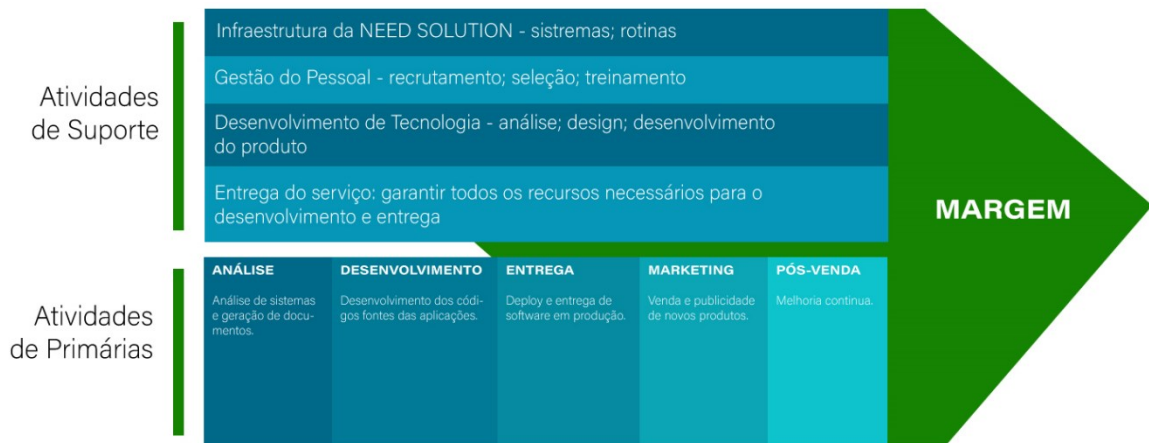 Atividades
de Suporte
Infraestrutura da NEED SOLUTION - sistremas; rotinas
Gestão do Pessoal - recrutamento; seleção; treinamento
Desenvolvimento de Tecnologia - análise; design; desenvolvimento
do produto
Entrega do serviço: garantir todos os recursos necessários para o
desenvolvimento e entrega
MARGEM
Atividades
de Primárias
ANÁLISE
Análise de sistemas
e geração de docu-
mentos.
DESENVOLVIMENTO
Desenvolvimento dos códi-
gos fontes das aplicações.
ENTREGA
Deploy e entrega de
software em produção.
MARKETING
Venda e publicidade
de novos produtos.
PÓS-VENDA
Melhoria continua.